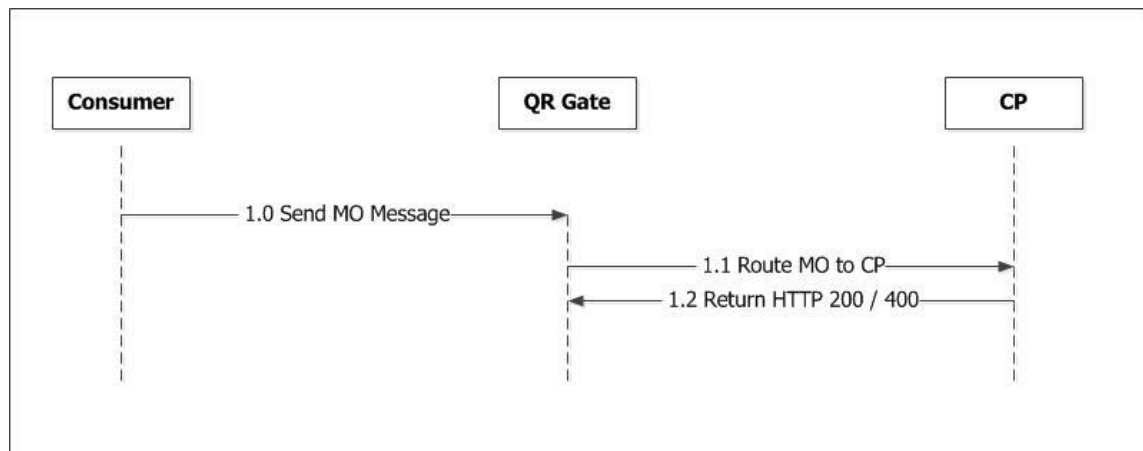 Consumer
QR Gate
CP
1.0 Send MO Message
1.1 Route MO to CP
1.2 Return HTTP 200 / 400